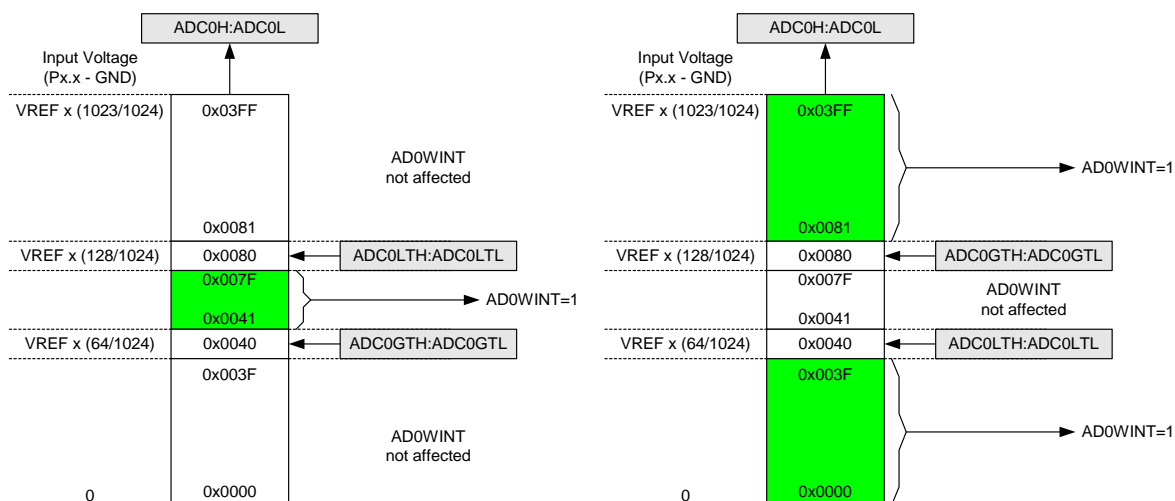 ADC0H:ADC0L
Input Voltage
(Px.x - GND)
VREF x (1023/1024)
0x03FF
AD0WINT
not affected
0x0081
VREF x (128/1024)
0x0080
ADC0LTH:ADC0LTL
0x007F
AD0WINT=1
0x0041
VREF x (64/1024)
0x0040
ADC0GTH:ADC0GTL
0x003F
AD0WINT
not affected
0
0x0000
ADC0H:ADC0L
Input Voltage
(Px.x - GND)
VREF x (1023/1024)
0x03FF
AD0WINT=1
0x0081
VREF x (128/1024)
0x0080
ADC0GTH:ADC0GTL
0x007F
AD0WINT
not affected
0x0041
VREF x (64/1024)
0x0040
ADC0LTH:ADC0LTL
0x003F
AD0WINT=1
0
0x0000